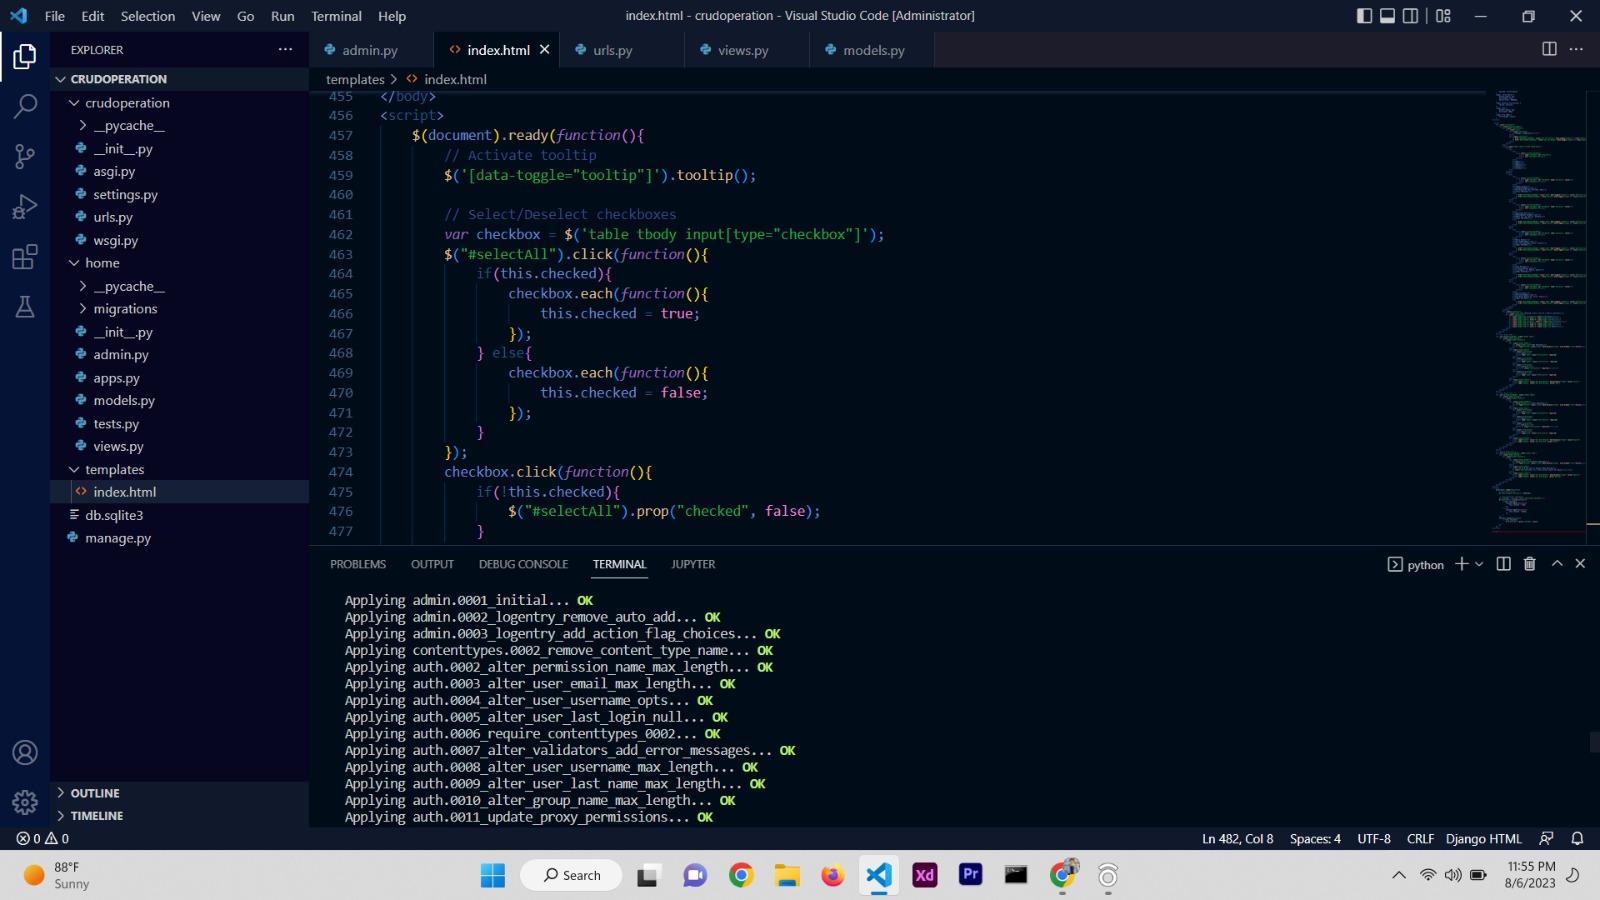 File Edit Selection View Go Run Terminal Help
index.html - crudoperation - Visual Studio Code [Administrator]
EXPLORER
CRUDOPERATION
crudoperation
__pycache__
__init__.py
asgi.py
settings.py
urls.py
wsgi.py
home
__pycache__
migrations
__init__.py
admin.py
apps.py
models.py
tests.py
views.py
templates
index.html
db.sqlite3
manage.py
OUTLINE
TIMELINE
admin.py index.html urls.py views.py models.py
templates > index.html
455 </body>
456 <script>
457 $(document).ready(function(){
458 // Activate tooltip
459 $('[data-toggle="tooltip"]').tooltip();
460
461 // Select/Deselect checkboxes
462 var checkbox = $('table tbody input[type="checkbox"]');
463 $("#selectAll").click(function(){
464 if(this.checked){
465 checkbox.each(function(){
466 this.checked = true;
467 });
468 } else{
469 checkbox.each(function(){
470 this.checked = false;
471 });
472 }
473 });
474 checkbox.click(function(){
475 if(!this.checked){
476 $("#selectAll").prop("checked", false);
477 }
PROBLEMS OUTPUT DEBUG CONSOLE TERMINAL JUPYTER
python
Applying admin.0001_initial... OK
Applying admin.0002_logentry_remove_auto_add... OK
Applying admin.0003_logentry_add_action_flag_choices... OK
Applying contenttypes.0002_remove_content_type_name... OK
Applying auth.0002_alter_permission_name_max_length... OK
Applying auth.0003_alter_user_email_max_length... OK
Applying auth.0004_alter_user_username_opts... OK
Applying auth.0005_alter_user_last_login_null... OK
Applying auth.0006_require_contenttypes_0002... OK
Applying auth.0007_alter_validators_add_error_messages... OK
Applying auth.0008_alter_user_username_max_length... OK
Applying auth.0009_alter_user_last_name_max_length... OK
Applying auth.0010_alter_group_name_max_length... OK
Applying auth.0011_update_proxy_permissions... OK
0 0
Ln 482, Col 8 Spaces: 4 UTF-8 CRLF Django HTML
88°F
Sunny
Search
Xd
Pr
11:55 PM
8/6/2023